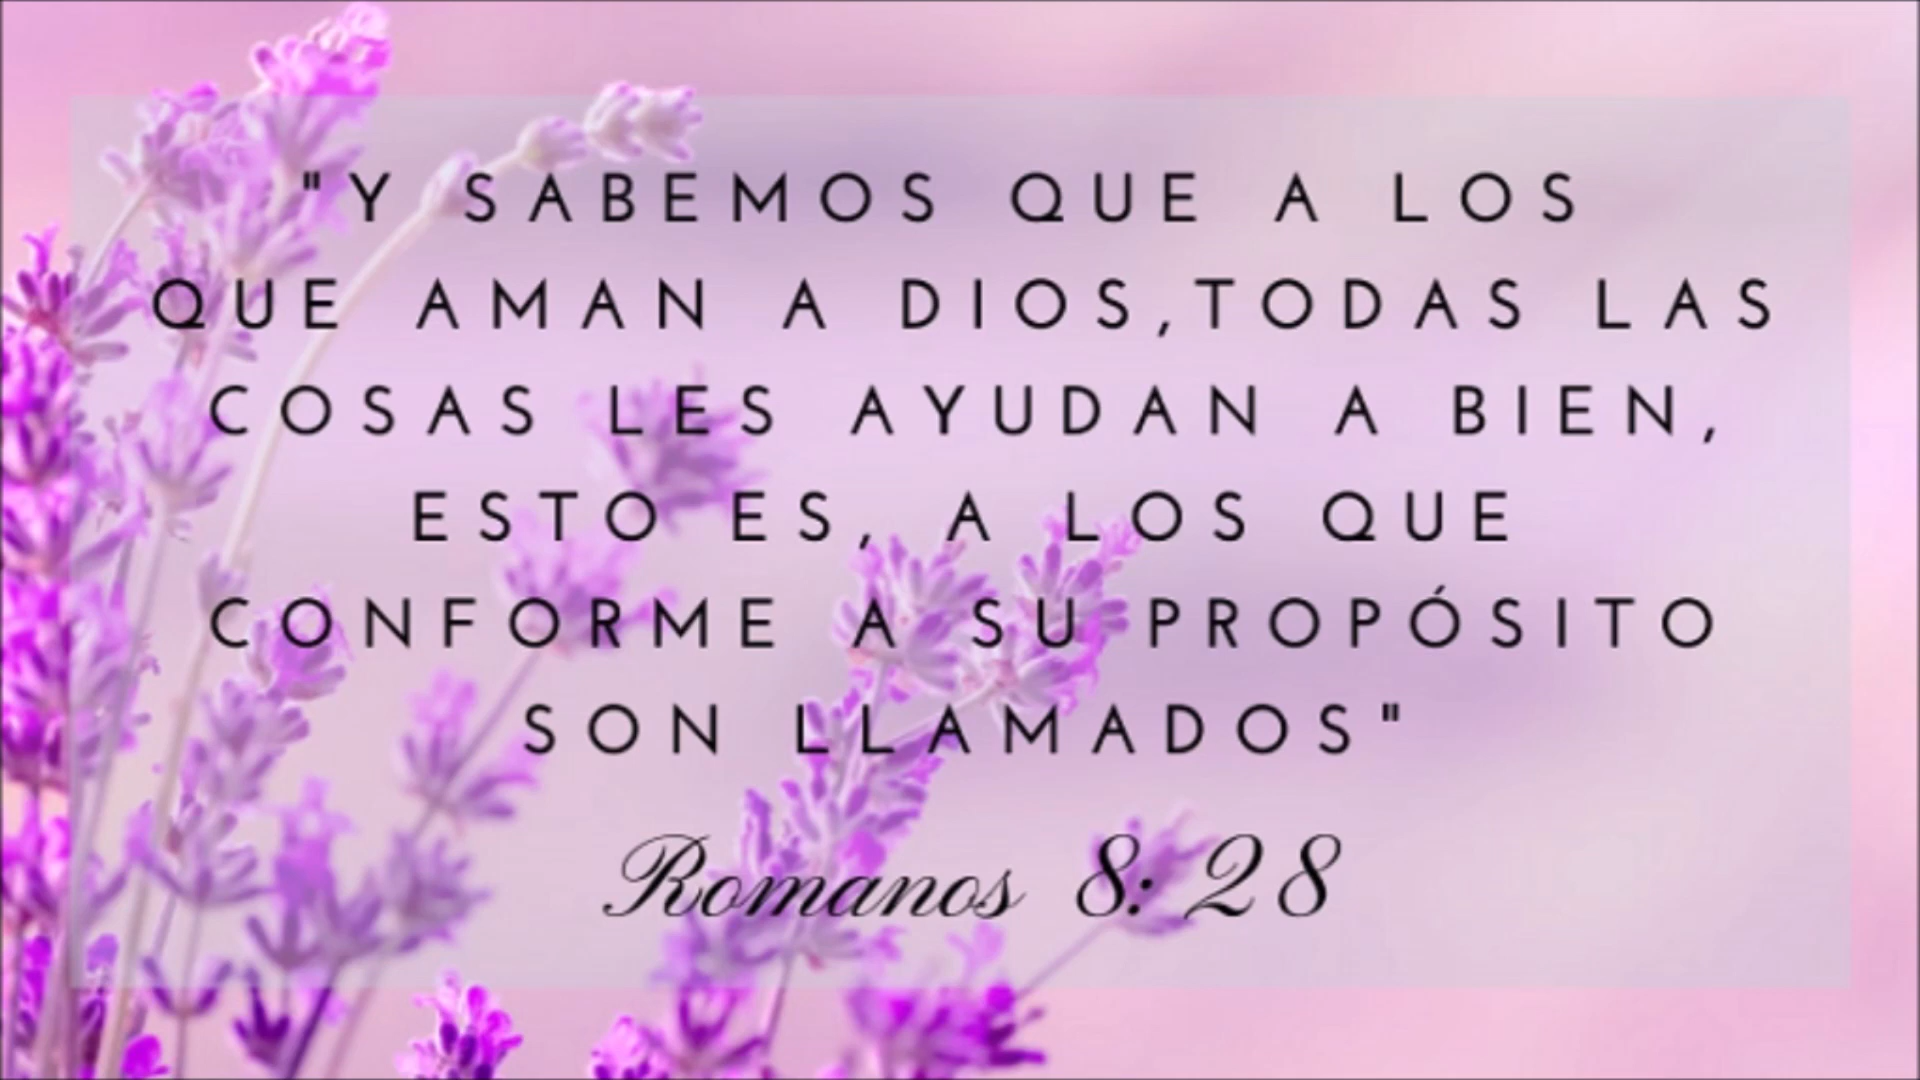 "Y SABEMOS QUE A LOS
QUE AMAN A DIOS,TODAS LAS
COSAS LES AYUDAN A BIEN,
ESTO ES, A LOS QUE
CONFORME A SU PROPÓSITO
SON LLAMADOS"
Romanos 8: 28